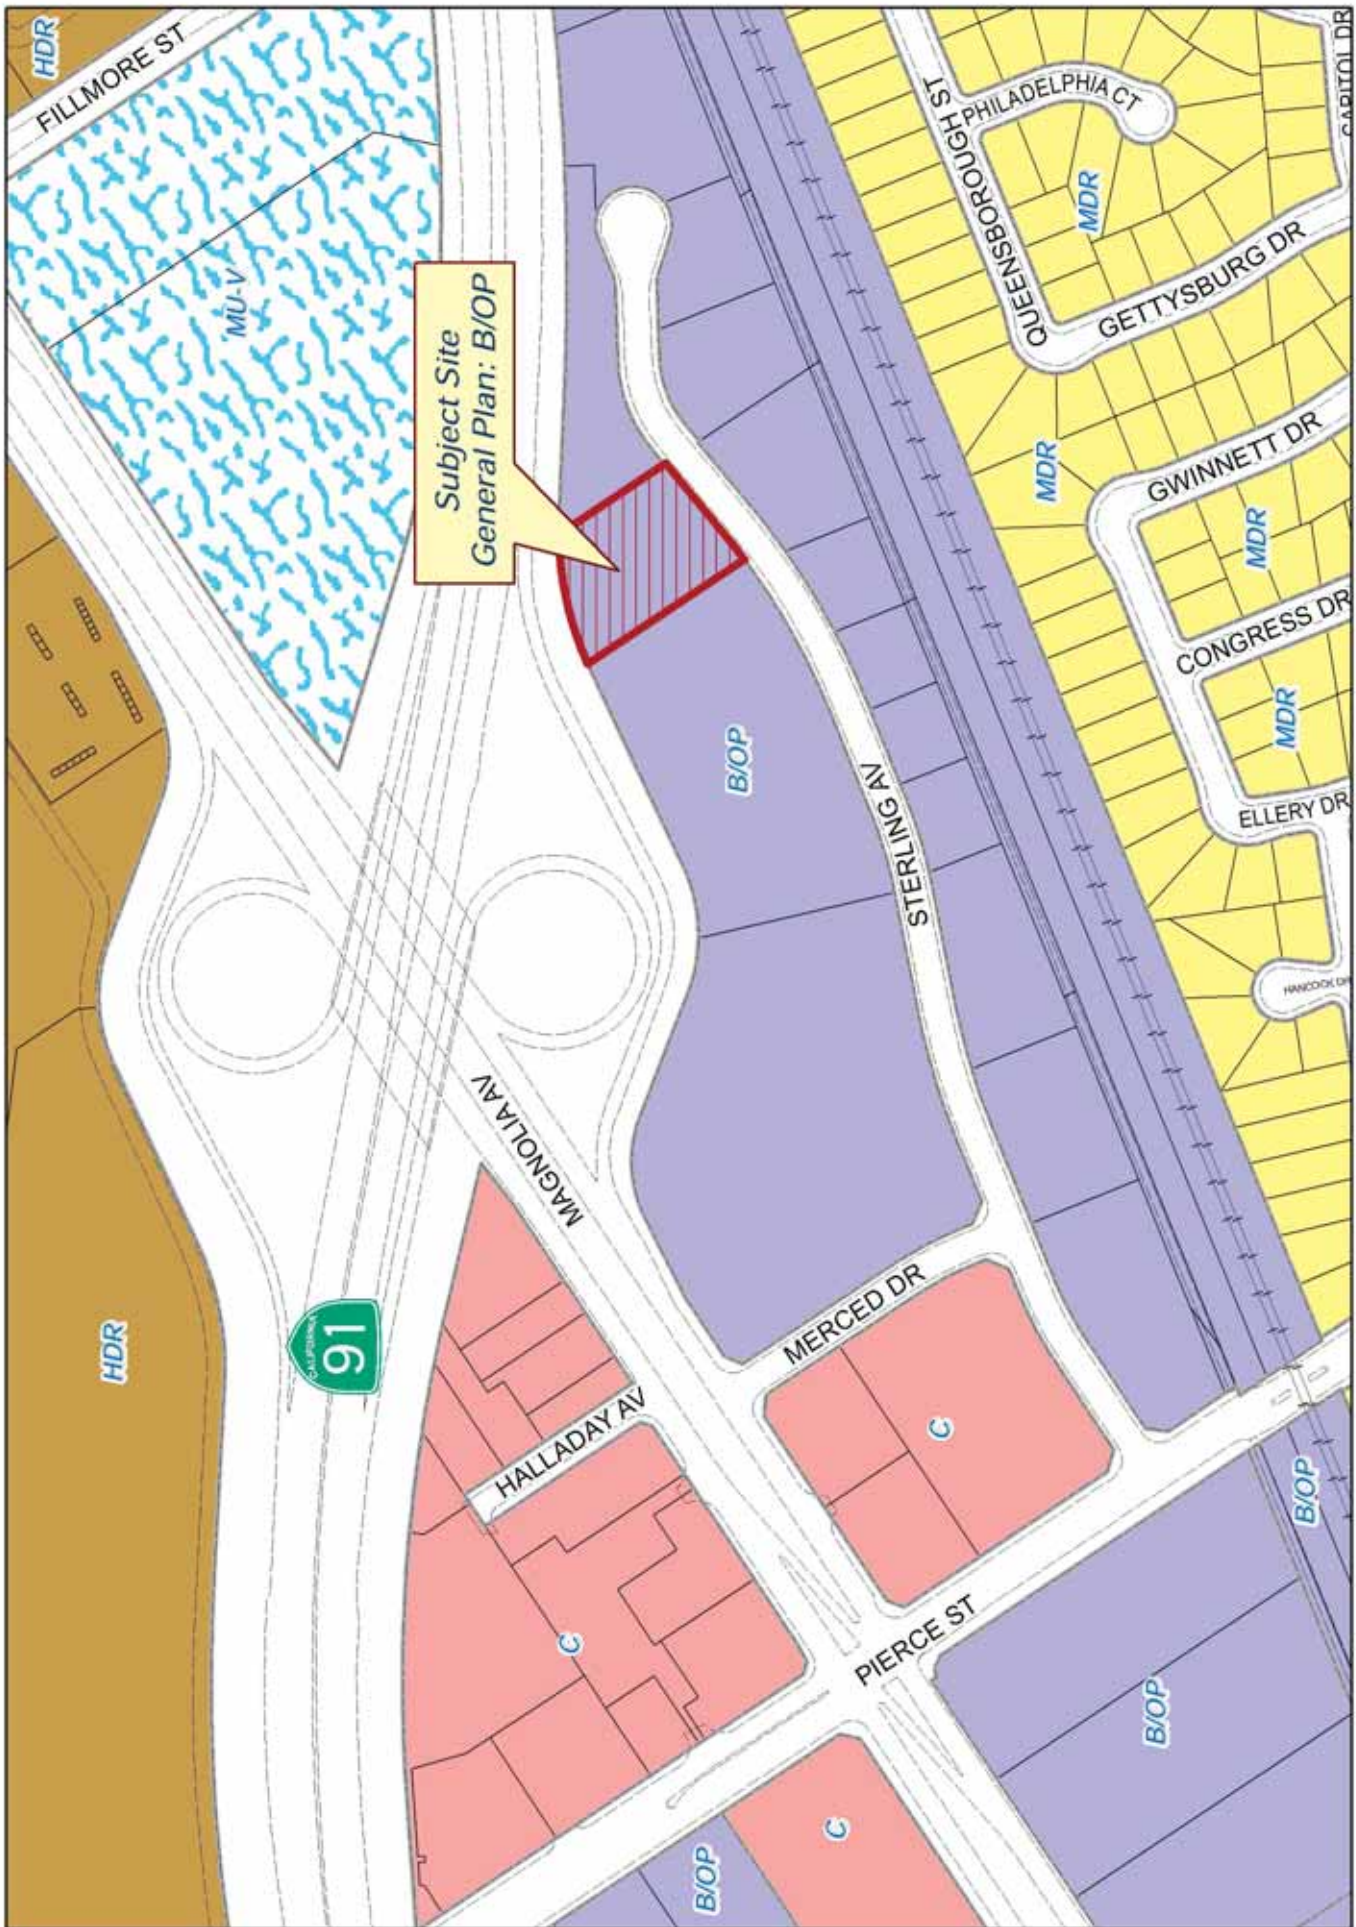 HDR
FILLMORE ST
MU-V
Subject Site
General Plan: B/OP
QUEENSBOROUGH ST
PHILADELPHIA CT
CAPITOL DR
MDR
GETTYSBURG DR
MDR
GWINNETT DR
MDR
CONGRESS DR
MDR
ELLERY DR
HANCOCK DR
B/OP
STERLING AV
MAGNOLIA AV
MERCED DR
HDR
CALIFORNIA
91
HALLADAY AV
C
C
PIERCE ST
B/OP
B/OP
C
B/OP